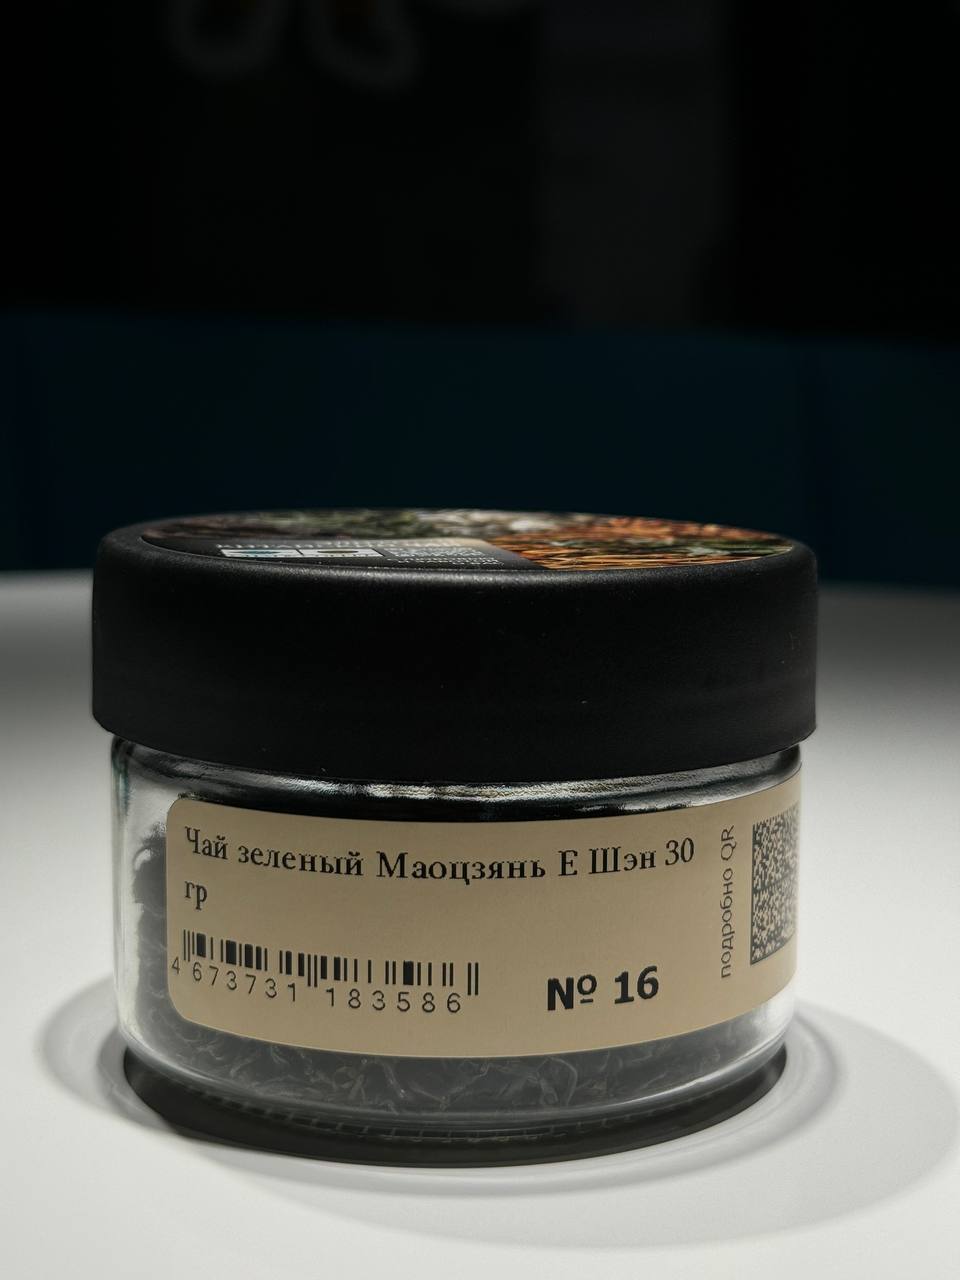 Чай зеленый Маоцзянь Е Шэн 30
гр
4 673731 183586
№ 16
подробно QR